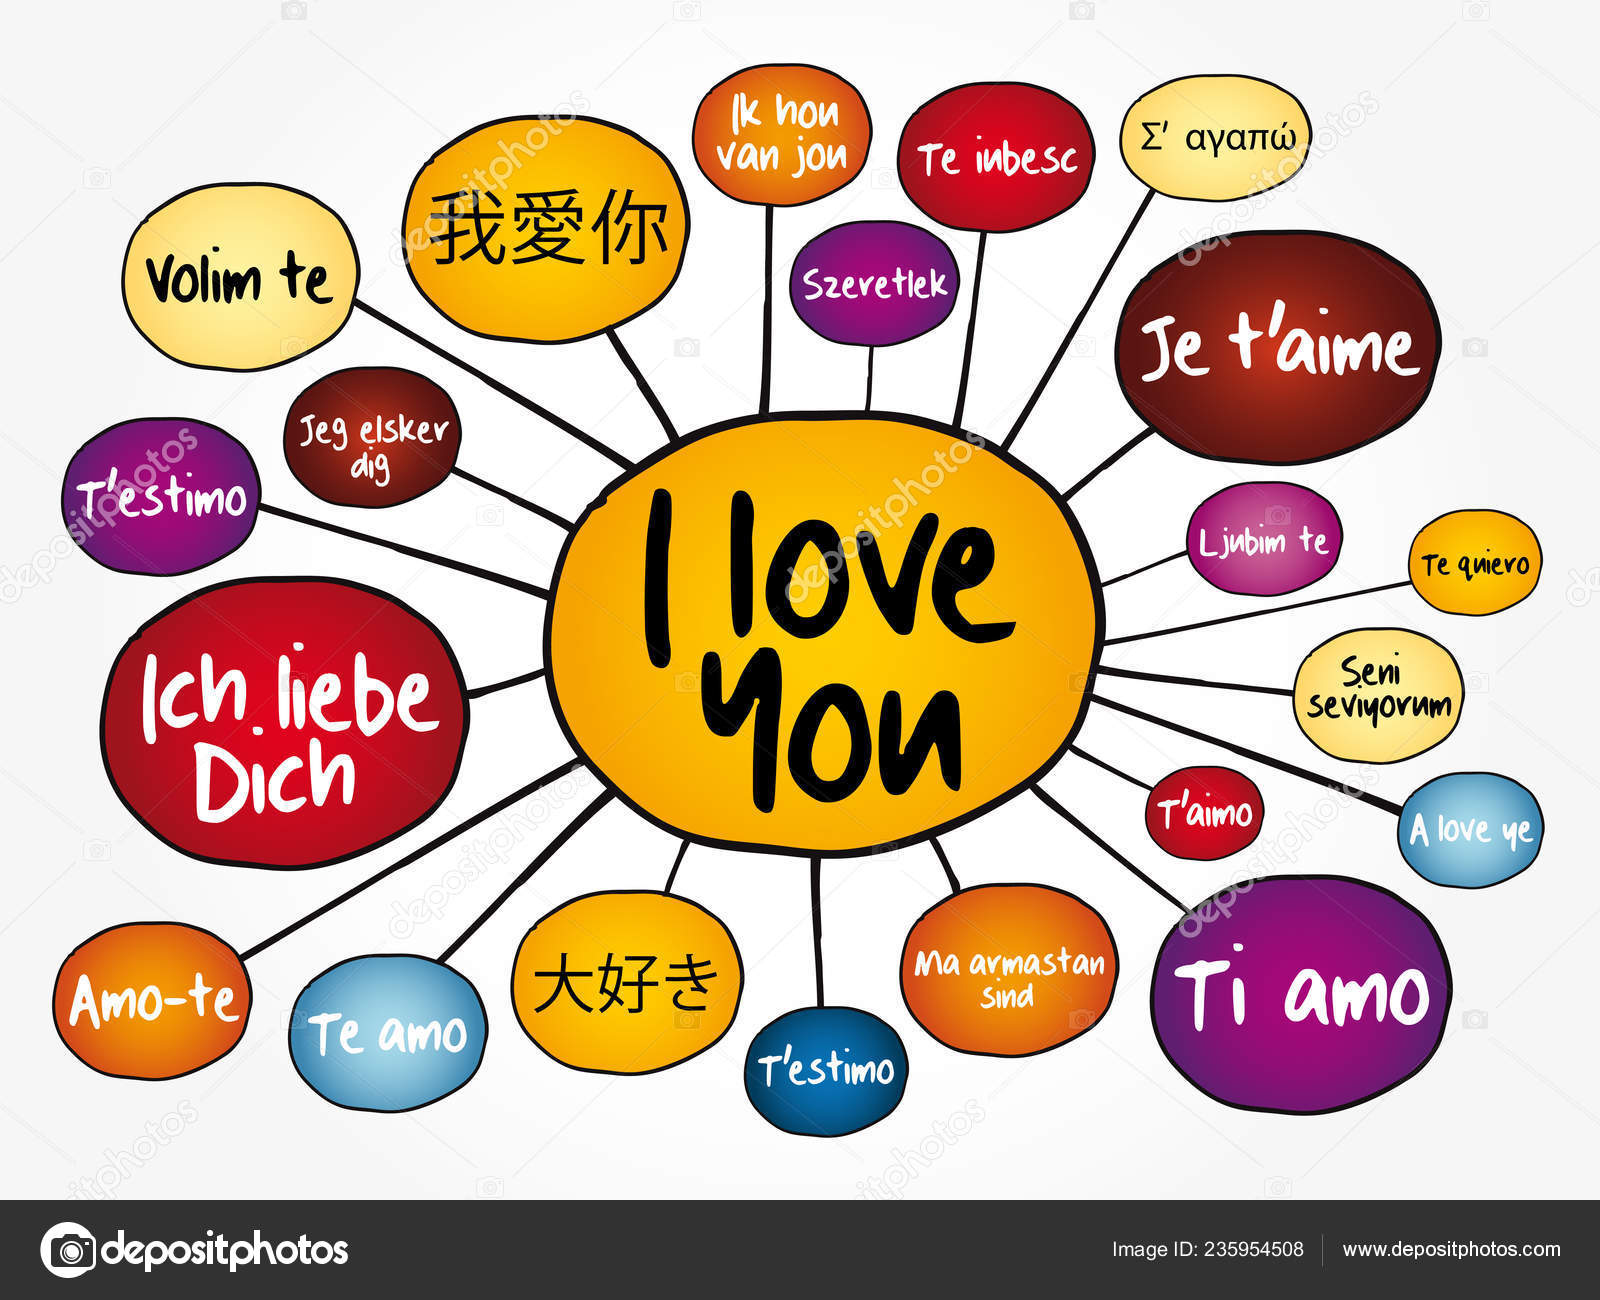 Ik hou
van jou
Te iubesc
Σ' αγαπώ
我愛你
Volim te
Szeretlek
Je t'aime
Jeg elsker
dig
T'estimo
I love
you
Ljubim te
Te quiero
Ich liebe
Dich
Seni
seviyorum
T'aimo
A love ye
Amo-te
Te amo
大好き
Ma armastan
sind
Ti amo
T'estimo
depositphotos
Image ID: 235954508
www.depositphotos.com